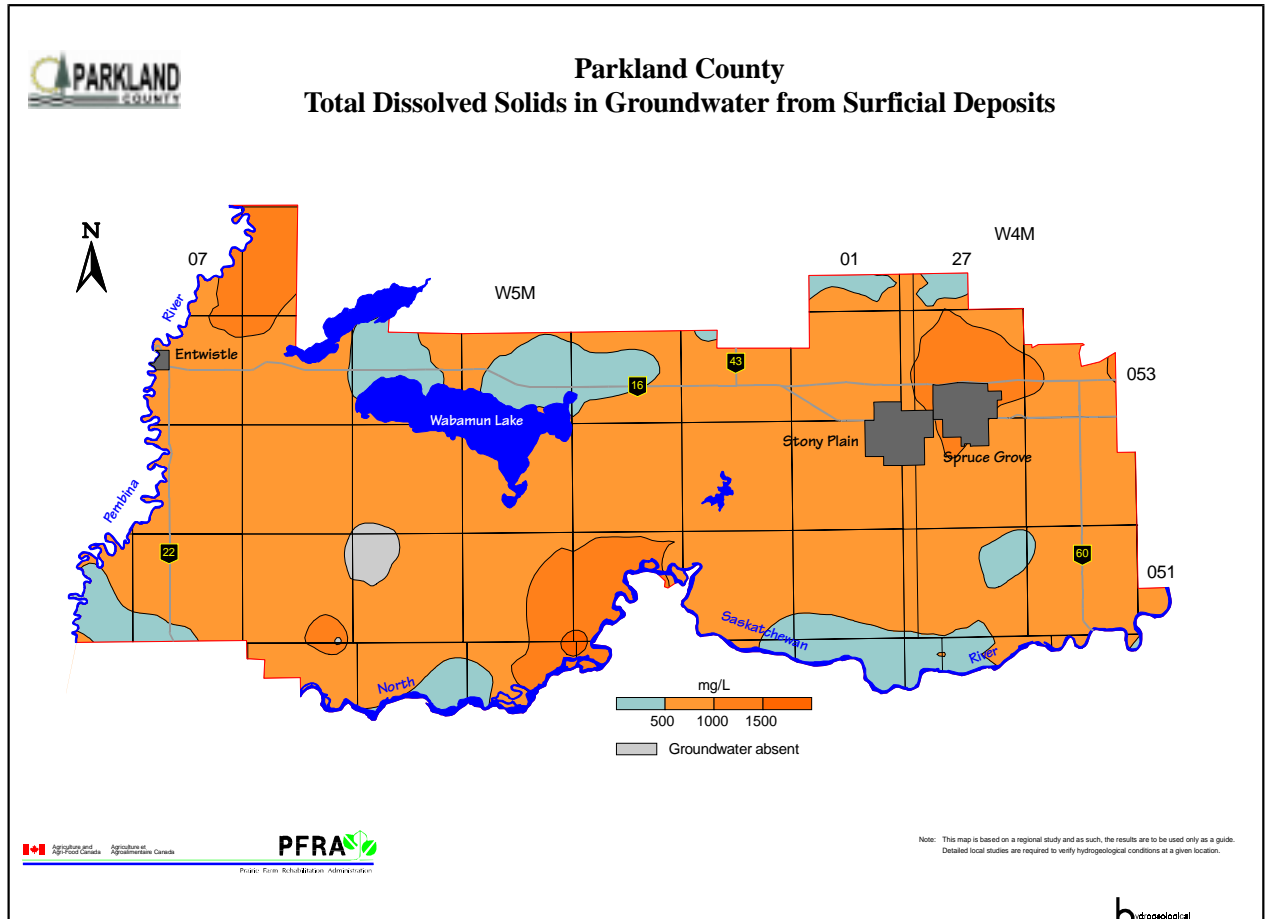 PARKLAND
COUNTY
Parkland County
Total Dissolved Solids in Groundwater from Surficial Deposits
N
W4M
07
01
27
W5M
River
Entwistle
43
053
16
Wabamun Lake
Stony Plain
Spruce Grove
Pembina
22
60
051
Saskatchewan
River
North
mg/L
500 1000 1500
Groundwater absent
Agriculture and Agri-Food Canada
Agriculture et Agroalimentaire Canada
PFRA
Prairie Farm Rehabilitation Administration
Note: This map is based on a regional study and as such, the results are to be used only as a guide.
Detailed local studies are required to verify hydrogeological conditions at a given location.
hydrogeological